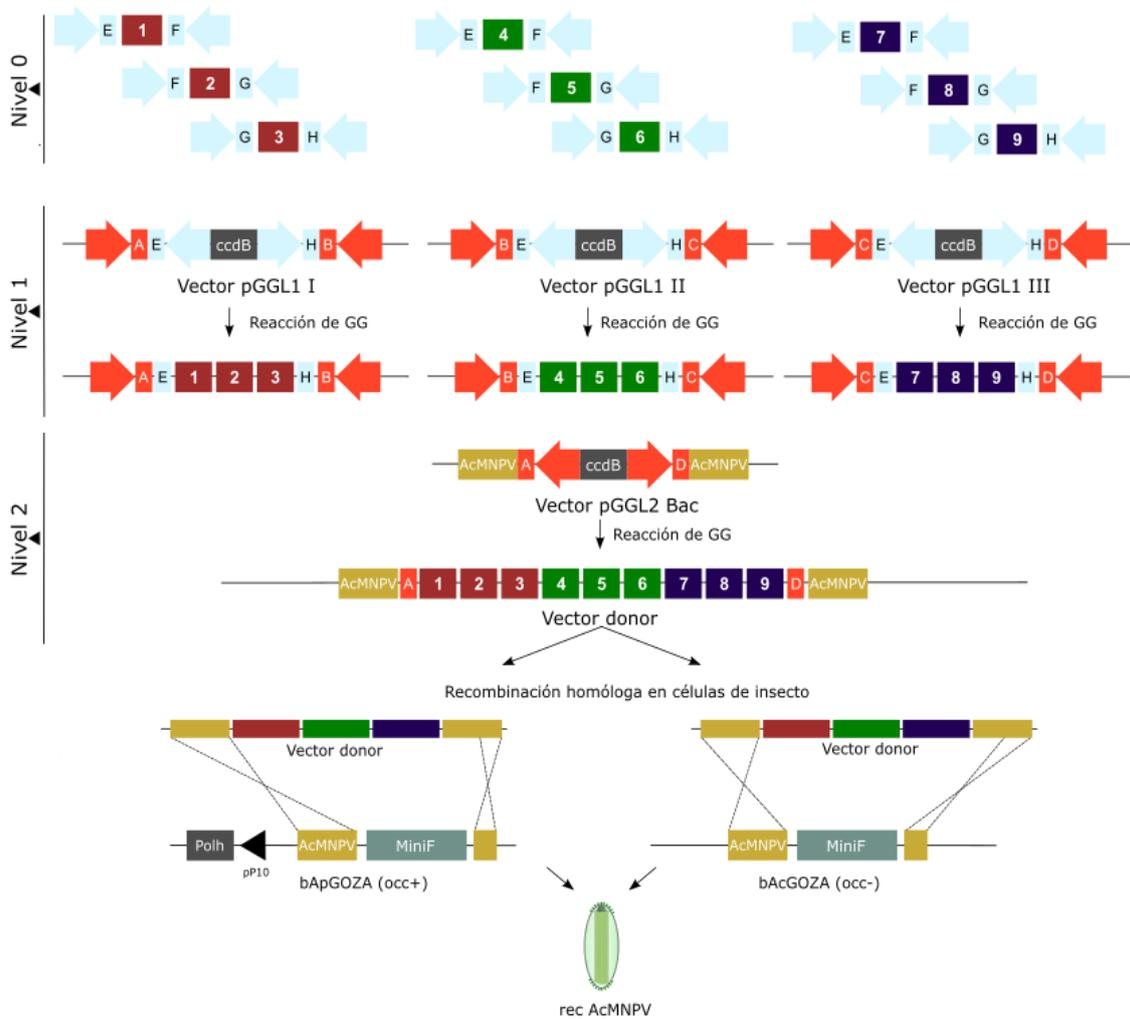 Nivel 0
E 1 F
F 2 G
G 3 H
E 4 F
F 5 G
G 6 H
E 7 F
F 8 G
G 9 H
Nivel 1
A E ccdB H B
Vector pGGL1 I
Reacción de GG
A E 1 2 3 H B
B E ccdB H C
Vector pGGL1 II
Reacción de GG
B E 4 5 6 H C
C E ccdB H D
Vector pGGL1 III
Reacción de GG
C E 7 8 9 H D
Nivel 2
AcMNPV A ccdB D AcMNPV
Vector pGGL2 Bac
Reacción de GG
AcMNPV A 1 2 3 4 5 6 7 8 9 D AcMNPV
Vector donor
Recombinación homóloga en células de insecto
Vector donor
Polh pP10 AcMNPV MiniF
bApGOZA (occ+)
Vector donor
AcMNPV MiniF
bAcGOZA (occ-)
rec AcMNPV